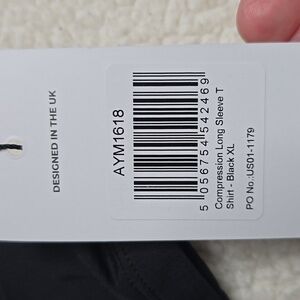 DESIGNED IN THE UK
AYM1618
5 056754 542469
Compression Long Sleeve T
Shirt - Black XL
PO No.:US01-1179